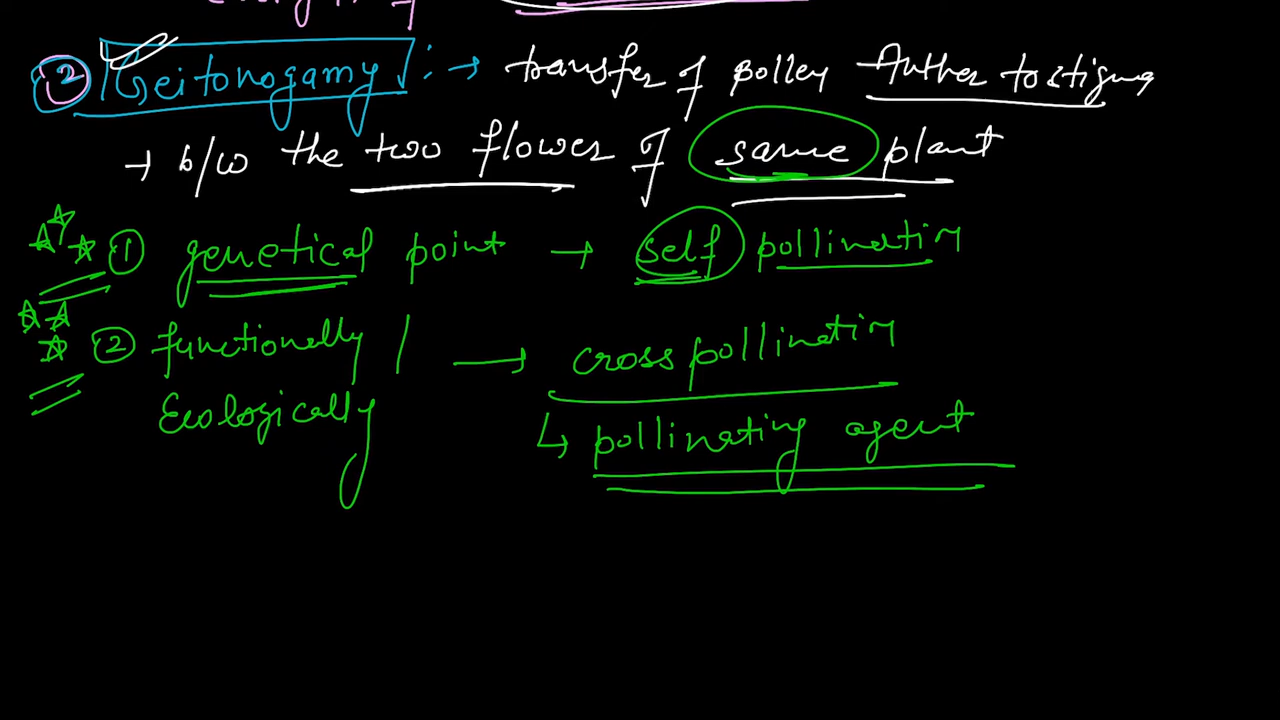 ② Geitonogamy :→ transfer of pollen Anther to stigma
→ b/w the two flower of same plant
① genetical point → self pollination
② functionally / → cross pollination
Ecologically ↳ pollinating agent